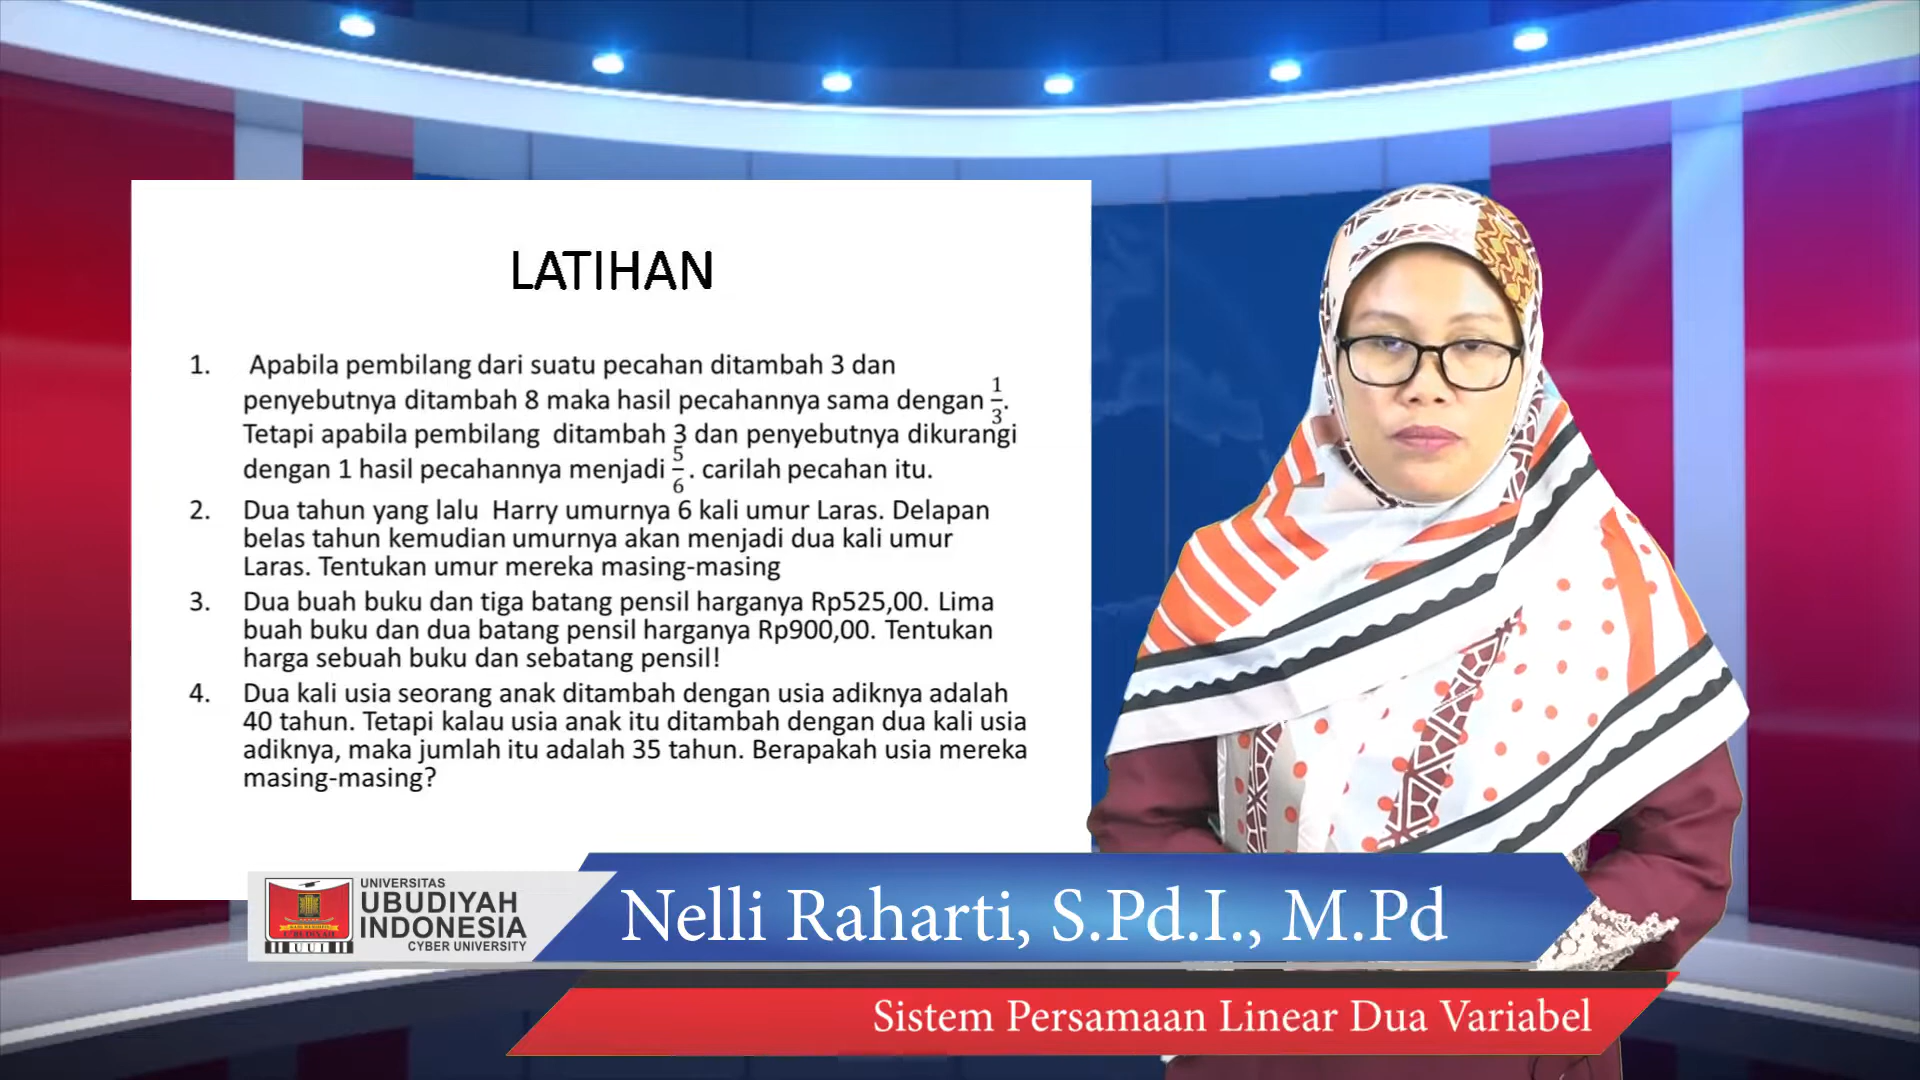 LATIHAN
1. Apabila pembilang dari suatu pecahan ditambah 3 dan
penyebutnya ditambah 8 maka hasil pecahannya sama dengan 1/3.
Tetapi apabila pembilang ditambah 3 dan penyebutnya dikurangi
dengan 1 hasil pecahannya menjadi 5/6. carilah pecahan itu.
2. Dua tahun yang lalu Harry umurnya 6 kali umur Laras. Delapan
belas tahun kemudian umurnya akan menjadi dua kali umur
Laras. Tentukan umur mereka masing-masing
3. Dua buah buku dan tiga batang pensil harganya Rp525,00. Lima
buah buku dan dua batang pensil harganya Rp900,00. Tentukan
harga sebuah buku dan sebatang pensil!
4. Dua kali usia seorang anak ditambah dengan usia adiknya adalah
40 tahun. Tetapi kalau usia anak itu ditambah dengan dua kali usia
adiknya, maka jumlah itu adalah 35 tahun. Berapakah usia mereka
masing-masing?
UNIVERSITAS
UBUDIYAH
INDONESIA
CYBER UNIVERSITY
Nelli Raharti, S.Pd.I., M.Pd
Sistem Persamaan Linear Dua Variabel